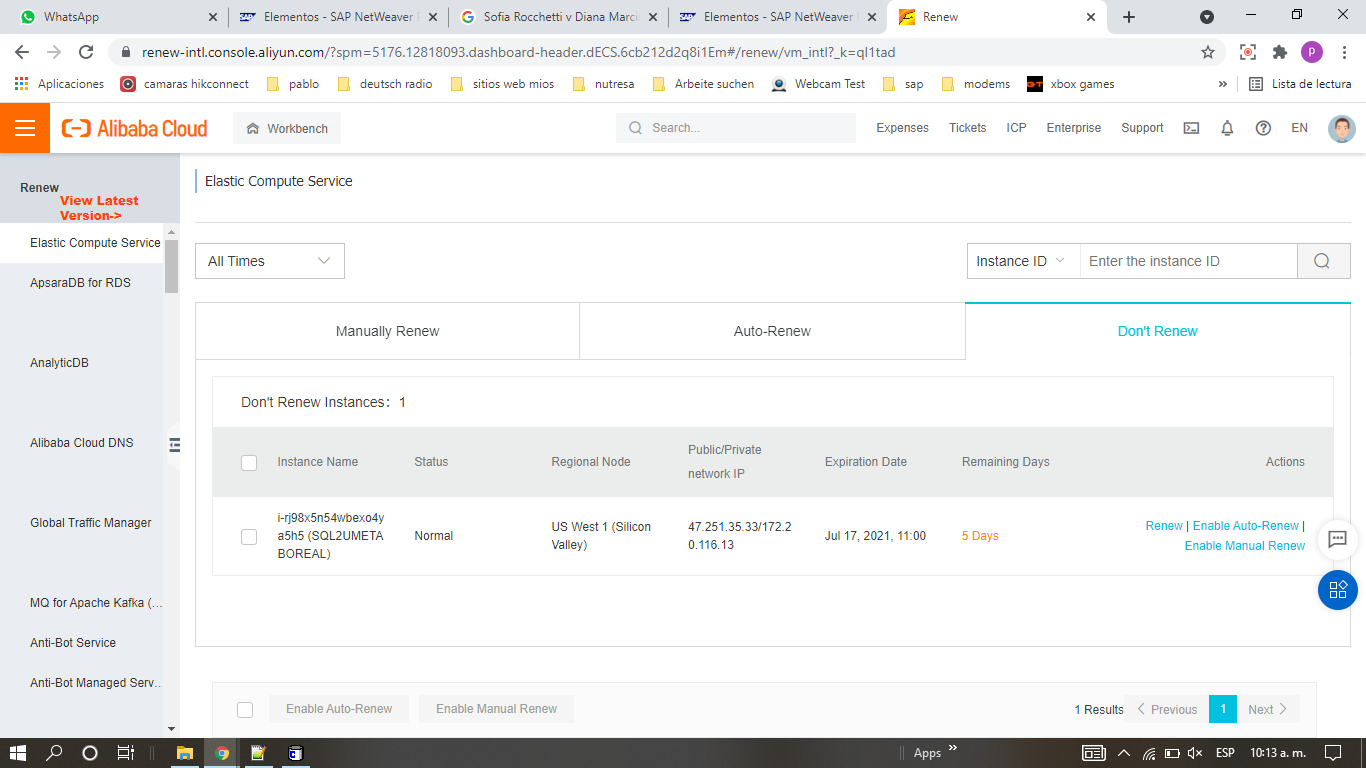 WhatsApp
Elementos - SAP NetWeaver
Sofia Rocchetti v Diana Marci
Elementos - SAP NetWeaver
Renew
renew-intl.console.aliyun.com/?spm=5176.12818093.dashboard-header.dECS.6cb212d2q8i1Em#/renew/vm_intl?_k=ql1tad
P
Aplicaciones
camaras hikconnect
pablo
deutsch radio
sitios web mios
nutresa
Arbeite suchen
Webcam Test
sap
modems
xbox games
»
Lista de lectura
Alibaba Cloud
Workbench
Search...
Expenses
Tickets
ICP
Enterprise
Support
EN
Renew
View Latest
Version->
Elastic Compute Service
ApsaraDB for RDS
AnalyticDB
Alibaba Cloud DNS
Global Traffic Manager
MQ for Apache Kafka (...
Anti-Bot Service
Anti-Bot Managed Serv...
Elastic Compute Service
All Times
Instance ID
Enter the instance ID
Manually Renew
Auto-Renew
Don't Renew
Don't Renew Instances: 1
Instance Name
Status
Regional Node
Public/Private
network IP
Expiration Date
Remaining Days
Actions
i-rj98x5n54wbexo4y
a5h5 (SQL2UMETA
BOREAL)
Normal
US West 1 (Silicon
Valley)
47.251.35.33/172.2
0.116.13
Jul 17, 2021, 11:00
5 Days
Renew | Enable Auto-Renew |
Enable Manual Renew
Enable Auto-Renew
Enable Manual Renew
1 Results
Previous
1
Next
Apps
»
ESP
10:13 a. m.